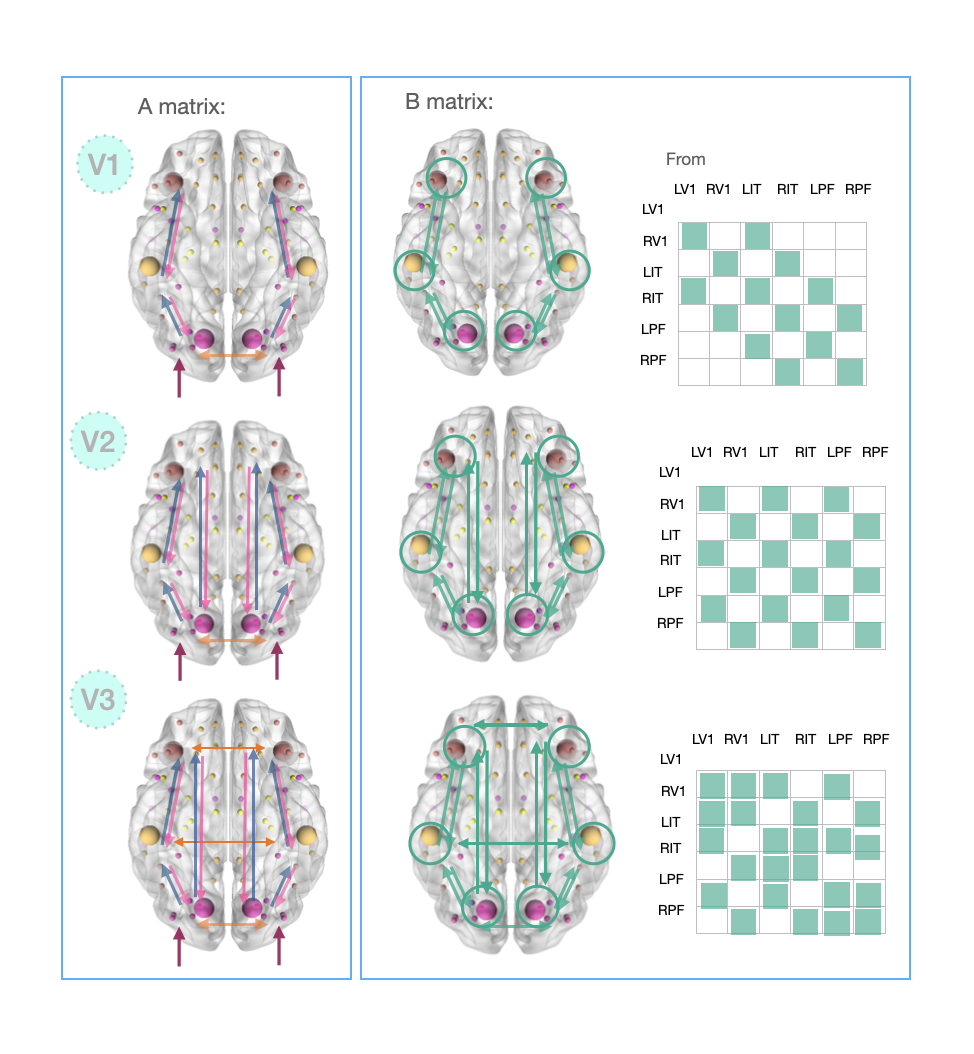 A matrix:
B matrix:
V1
From
LV1 RV1 LIT RIT LPF RPF
LV1
RV1
LIT
RIT
LPF
RPF
V2
LV1 RV1 LIT RIT LPF RPF
LV1
RV1
LIT
RIT
LPF
RPF
V3
LV1 RV1 LIT RIT LPF RPF
LV1
RV1
LIT
RIT
LPF
RPF